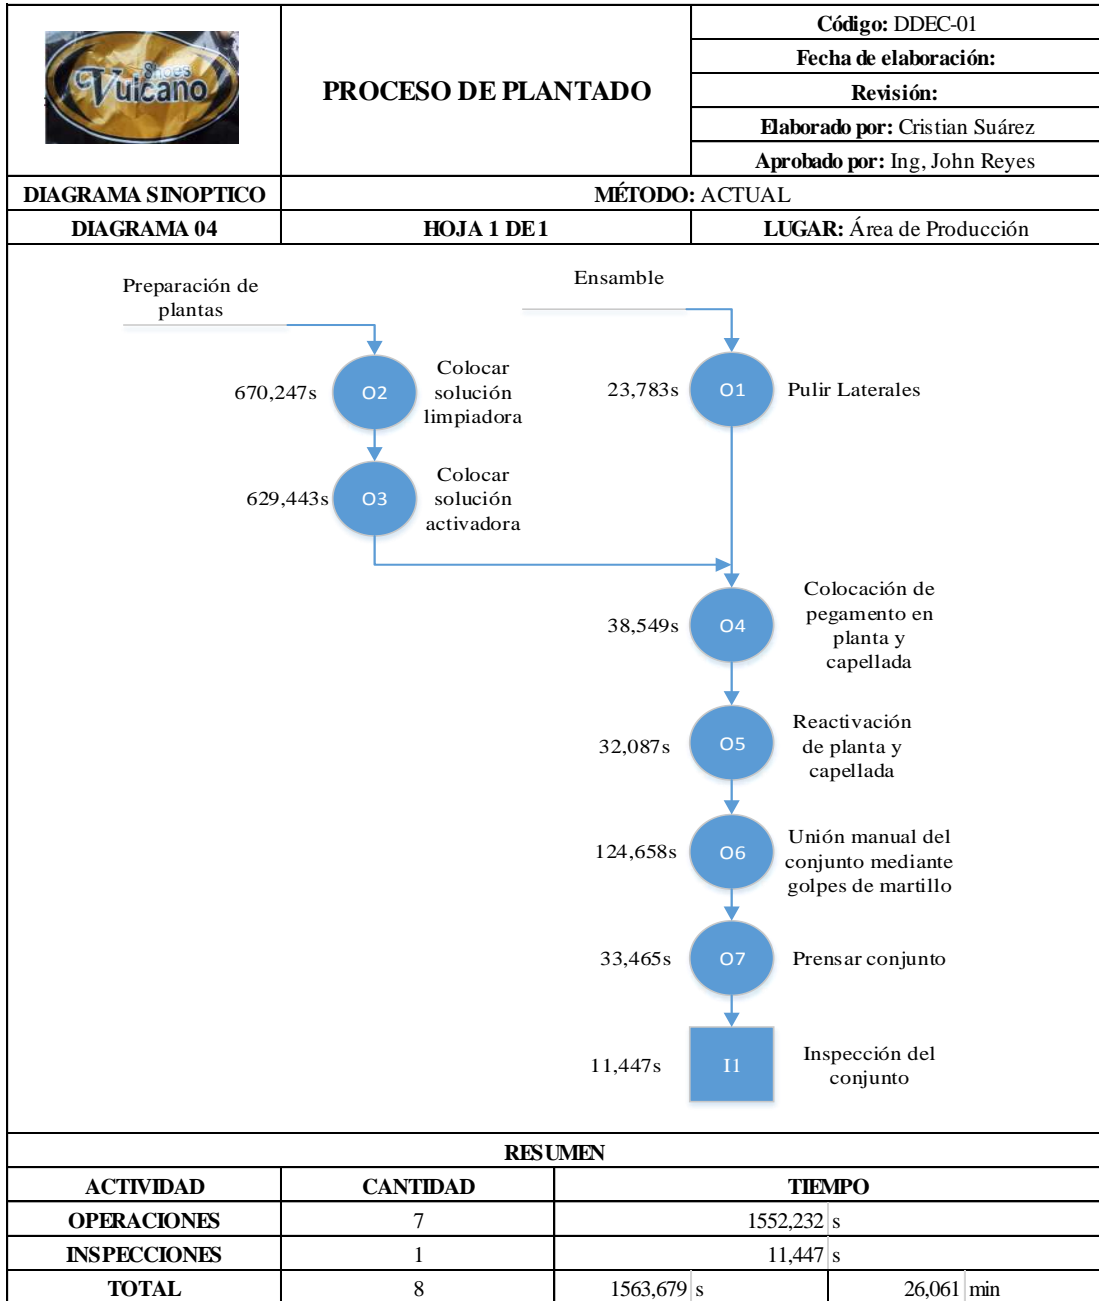 Shoes
Vulcano
PROCESO DE PLANTADO
Código: DDEC-01
Fecha de elaboración:
Revisión:
Elaborado por: Cristian Suárez
Aprobado por: Ing, John Reyes
DIAGRAMA SINOPTICO
MÉTODO: ACTUAL
DIAGRAMA 04
HOJA 1 DE 1
LUGAR: Área de Producción
Preparación de
plantas
Ensamble
670,247s
O2
Colocar
solución
limpiadora
23,783s
O1
Pulir Laterales
629,443s
O3
Colocar
solución
activadora
38,549s
O4
Colocación de
pegamento en
planta y
capellada
32,087s
O5
Reactivación
de planta y
capellada
124,658s
O6
Unión manual del
conjunto mediante
golpes de martillo
33,465s
O7
Prensar conjunto
11,447s
I1
Inspección del
conjunto
RESUMEN
ACTIVIDAD CANTIDAD TIEMPO
OPERACIONES 7 1552,232 s
INSPECCIONES 1 11,447 s
TOTAL 8 1563,679 s 26,061 min